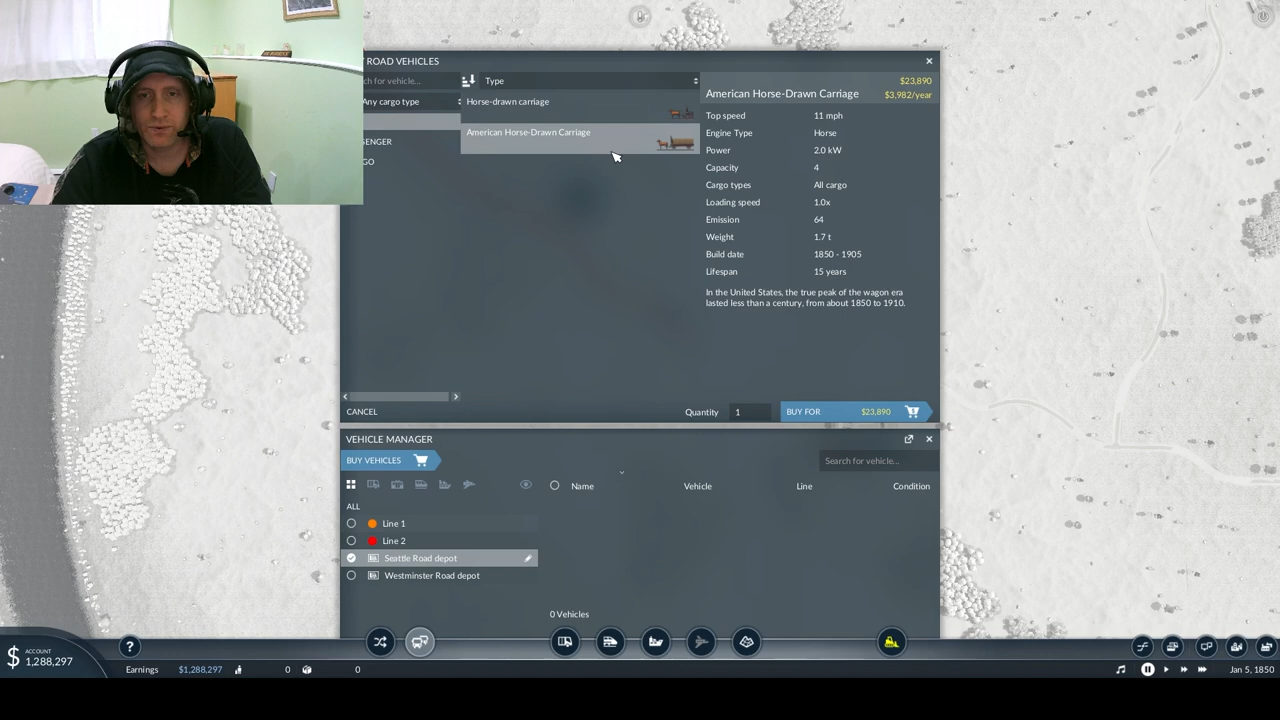 ROAD VEHICLES
ch for vehicle...
Type
Any cargo type
Horse-drawn carriage
SENGER
American Horse-Drawn Carriage
GO
$23,890
American Horse-Drawn Carriage
$3,982/year
Top speed 11 mph
Engine Type Horse
Power 2.0 kW
Capacity 4
Cargo types All cargo
Loading speed 1.0x
Emission 64
Weight 1.7 t
Build date 1850 - 1905
Lifespan 15 years
In the United States, the true peak of the wagon era
lasted less than a century, from about 1850 to 1910.
CANCEL
Quantity 1
BUY FOR $23,890
VEHICLE MANAGER
BUY VEHICLES
Search for vehicle...
Name Vehicle Line Condition
ALL
Line 1
Line 2
Seattle Road depot
Westminster Road depot
0 Vehicles
$ ACCOUNT
1,288,297
?
Earnings $1,288,297 0 0
Jan 5, 1850